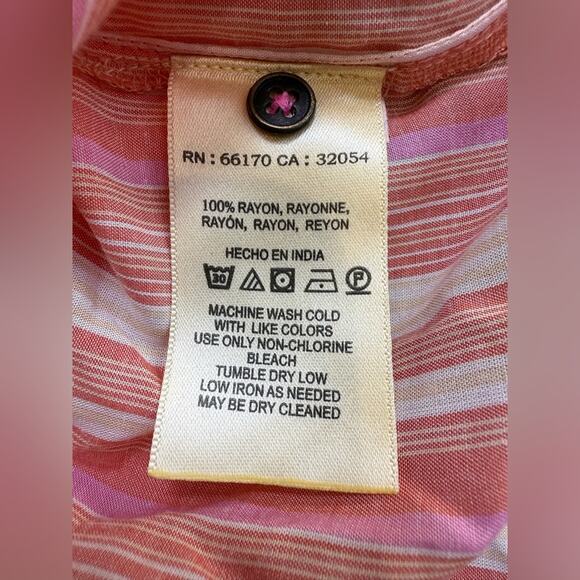 RN : 66170 CA : 32054
100% RAYON, RAYONNE,
RAYÓN, RAYON, REYON
HECHO EN INDIA
30 P
MACHINE WASH COLD
WITH LIKE COLORS
USE ONLY NON-CHLORINE
BLEACH
TUMBLE DRY LOW
LOW IRON AS NEEDED
MAY BE DRY CLEANED